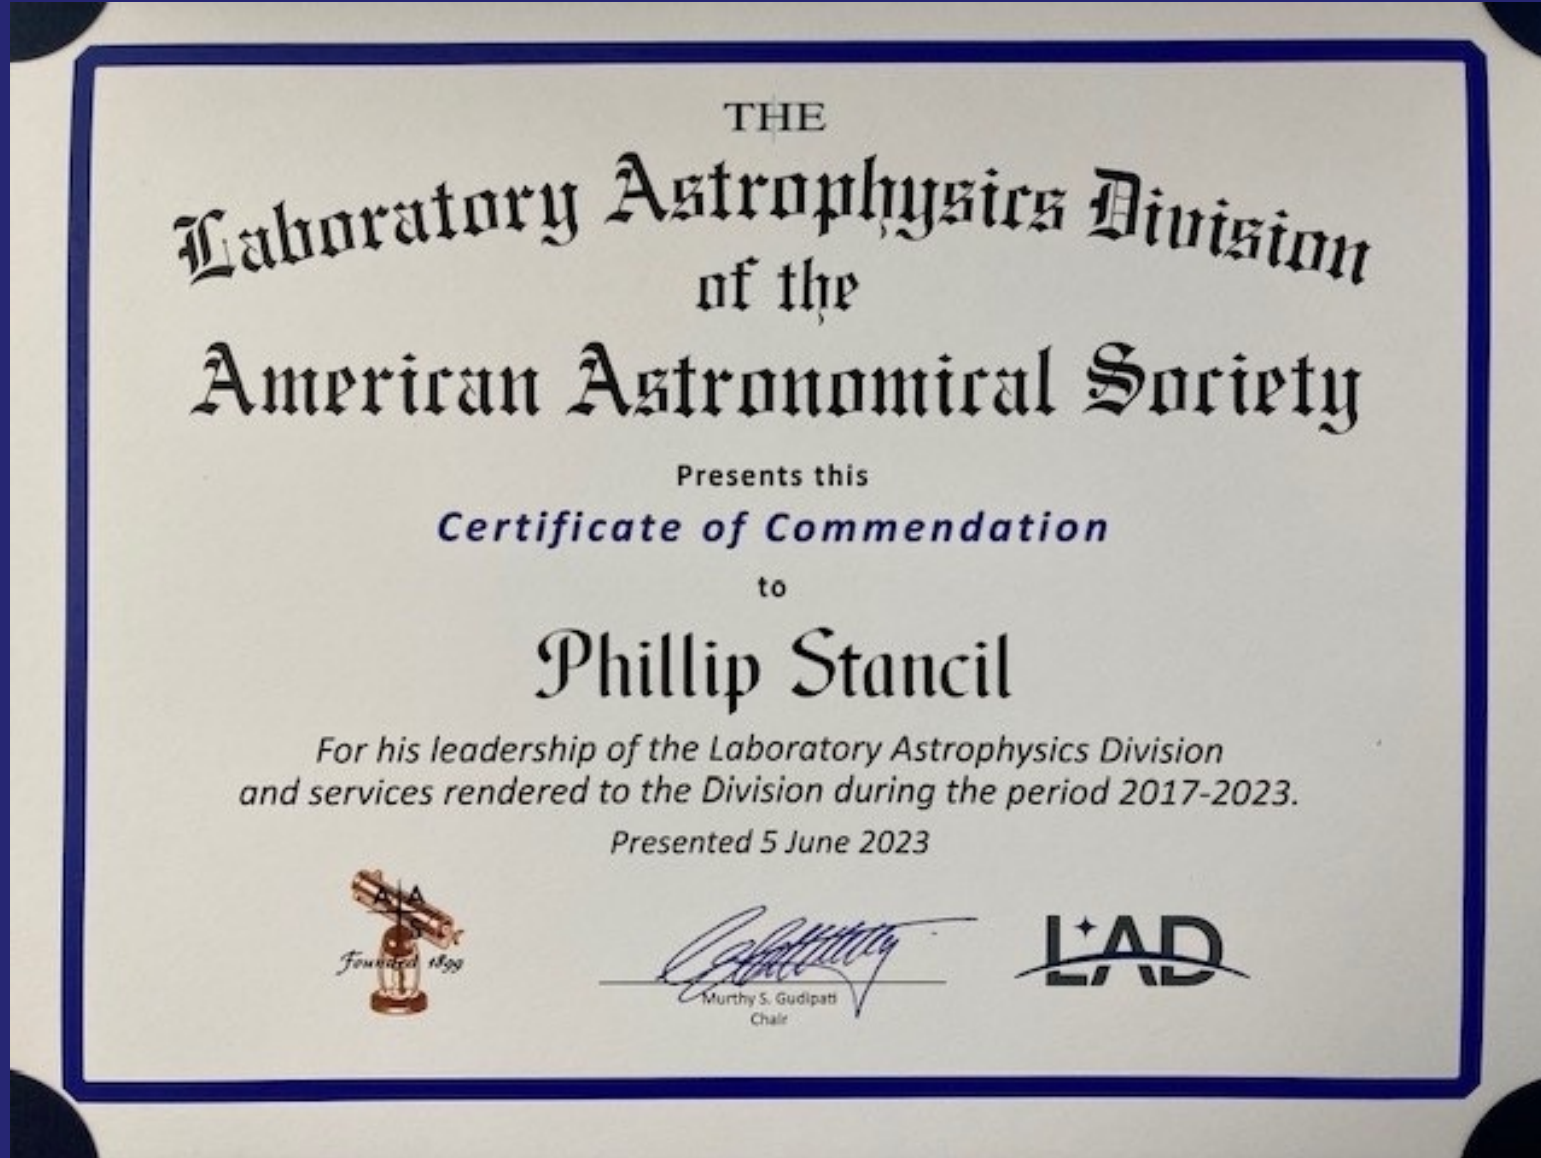 THE
Laboratory Astrophysics Division
of the
American Astronomical Society
Presents this
Certificate of Commendation
to
Phillip Stancil
For his leadership of the Laboratory Astrophysics Division
and services rendered to the Division during the period 2017-2023.
Presented 5 June 2023
A A
S
Founded 1899
Murthy S. Gudipati
Chair
LAD